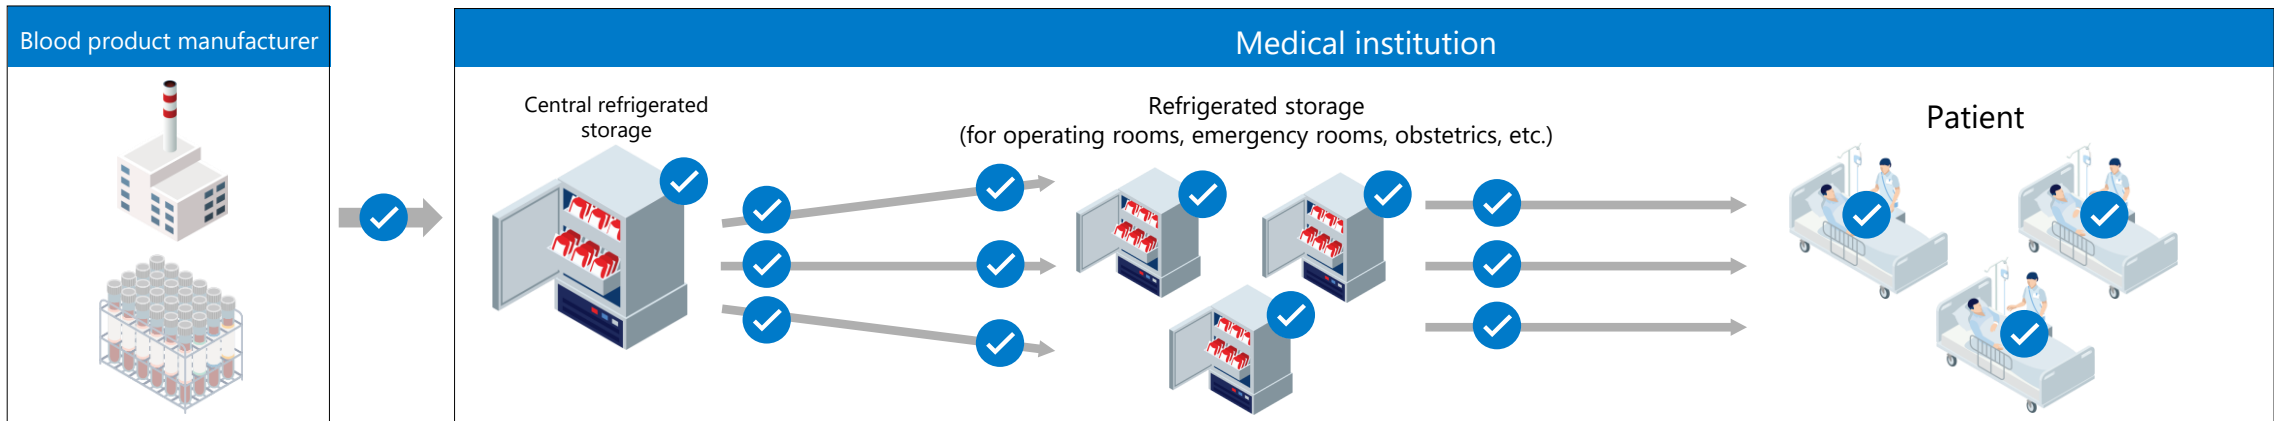 Blood product manufacturer
Medical institution
Central refrigerated
storage
Refrigerated storage
(for operating rooms, emergency rooms, obstetrics, etc.)
Patient